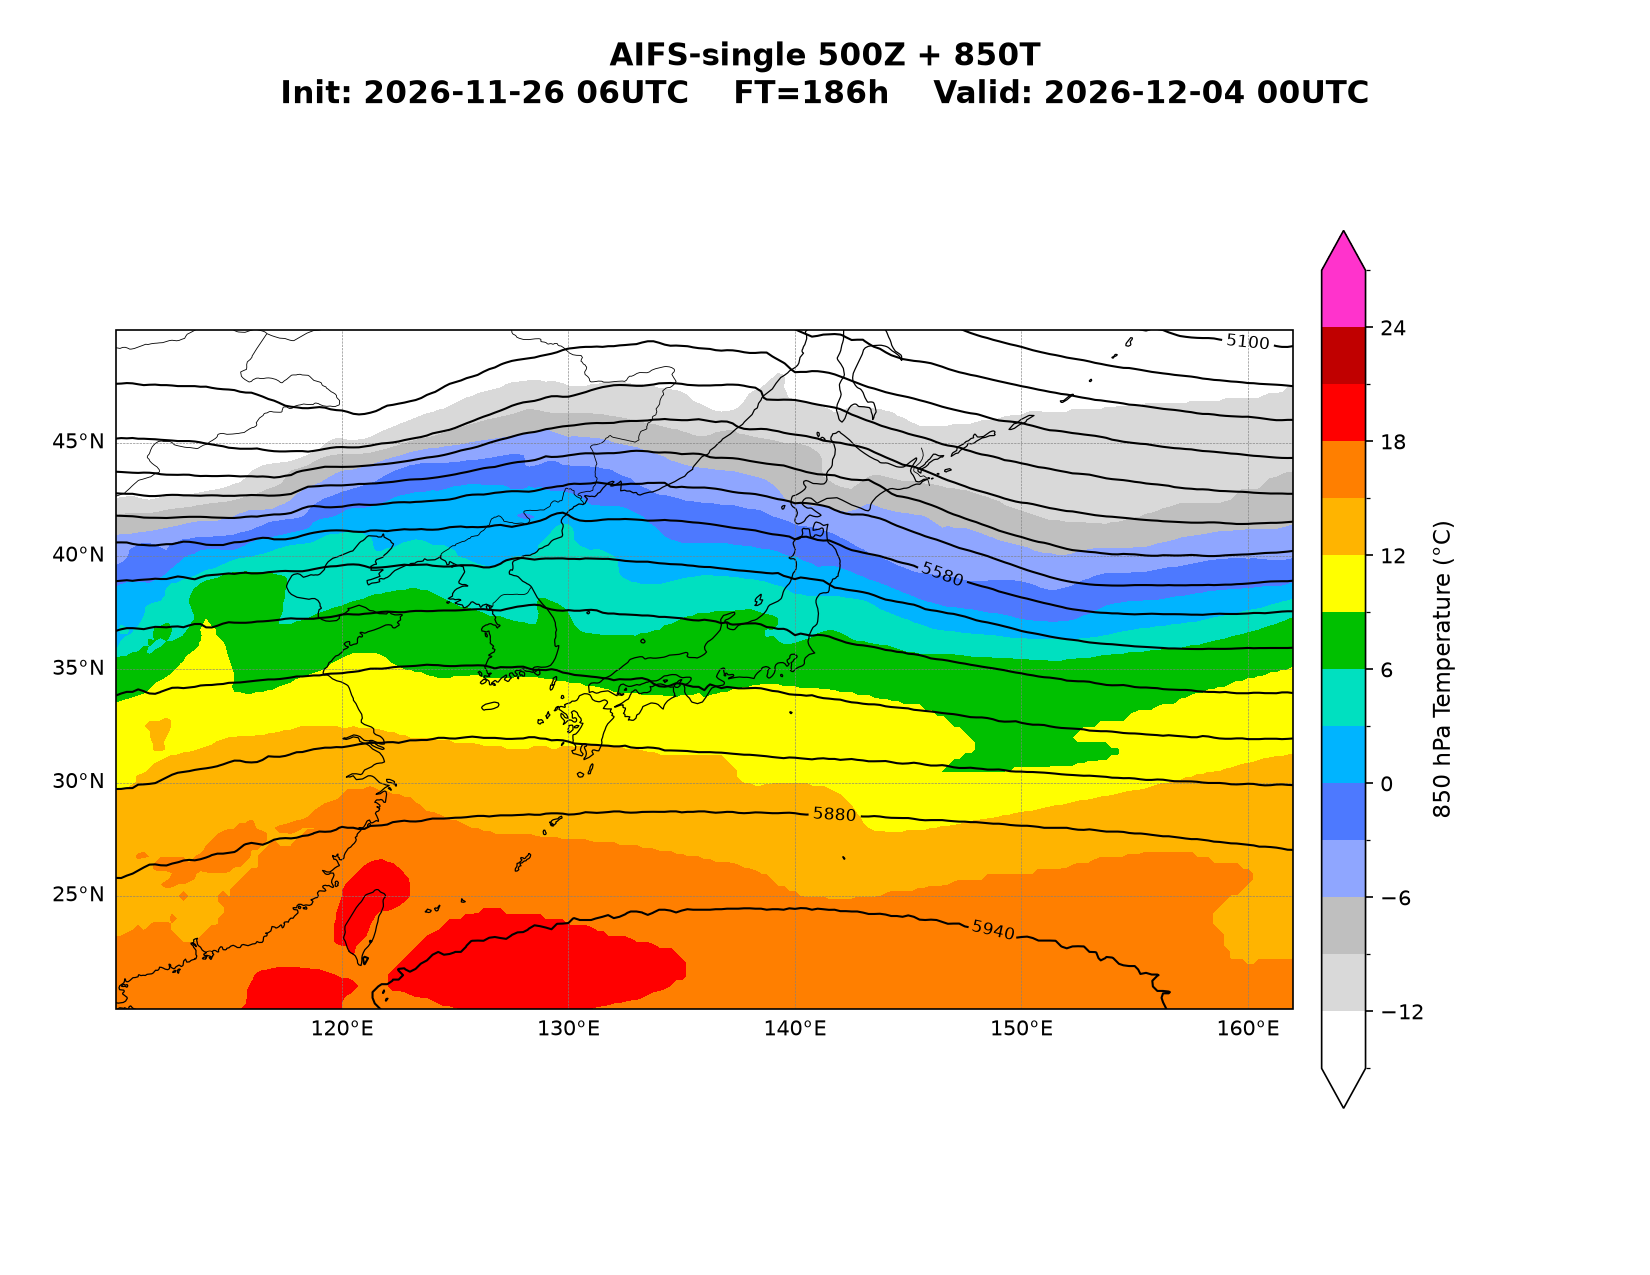 AIFS-single 500Z + 850T
Init: 2026-11-26 06UTC    FT=186h    Valid: 2026-12-04 00UTC
5100
5580
5880
5940
45°N
40°N
35°N
30°N
25°N
120°E
130°E
140°E
150°E
160°E
24
18
12
6
0
−6
−12
850 hPa Temperature (°C)